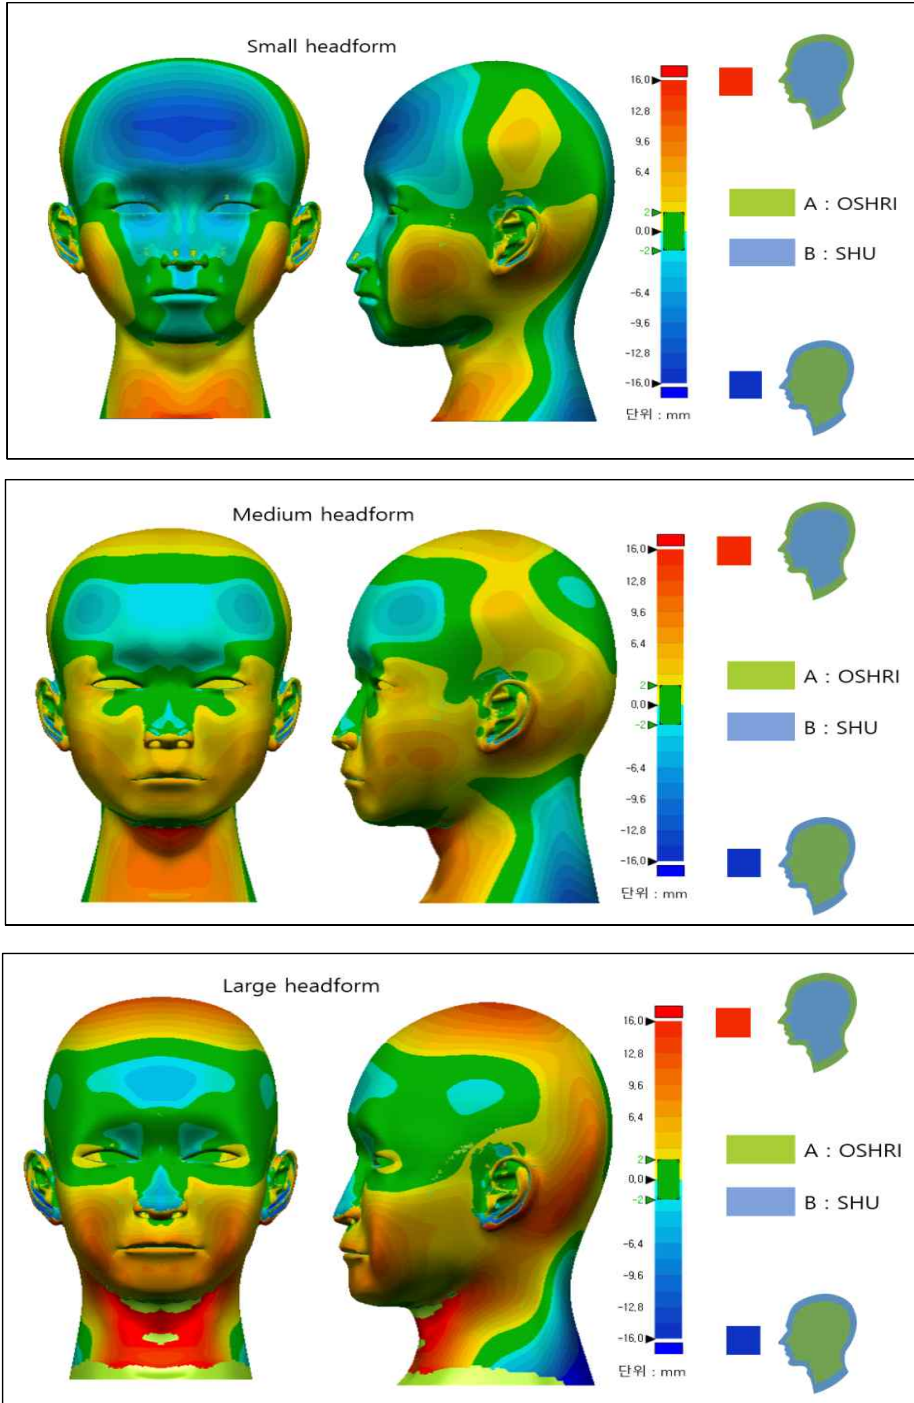 Small headform
16,0
12,8
9,6
6,4
2
0,0
-2
-6,4
-9,6
-12,8
-16,0
단위 : mm
A : OSHRI
B : SHU
Medium headform
16,0
12,8
9,6
6,4
2
0,0
-2
-6,4
-9,6
-12,8
-16,0
단위 : mm
A : OSHRI
B : SHU
Large headform
16,0
12,8
9,6
6,4
2
0,0
-2
-6,4
-9,6
-12,8
-16,0
단위 : mm
A : OSHRI
B : SHU